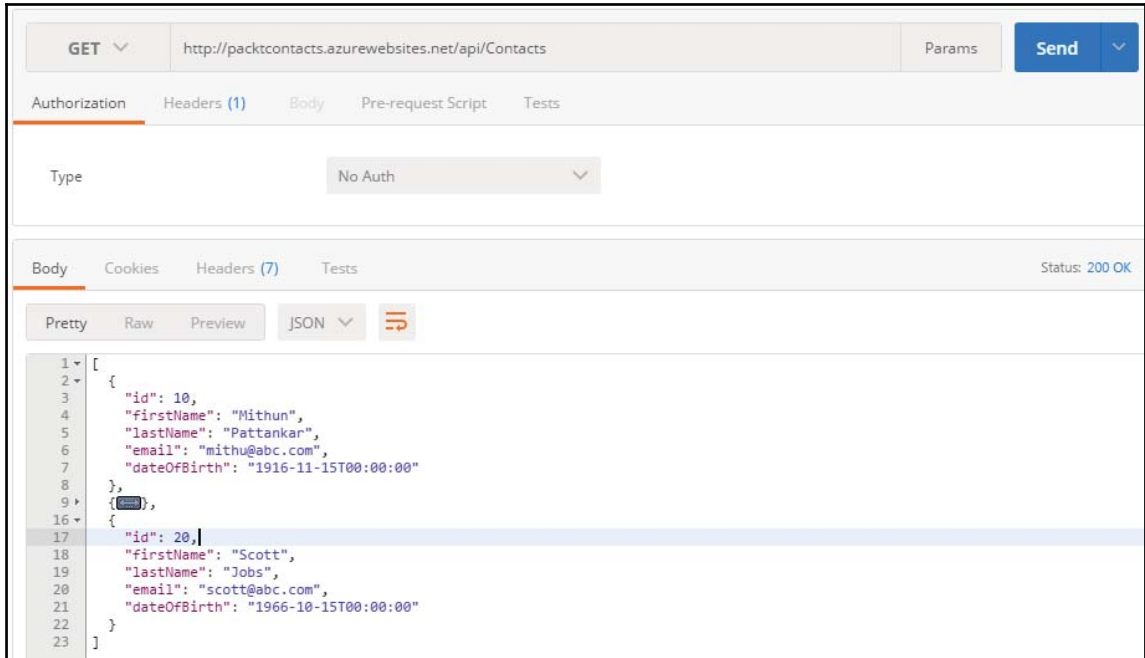 GET http://packtcontacts.azurewebsites.net/api/Contacts Params Send
Authorization Headers (1) Body Pre-request Script Tests
Type No Auth
Body Cookies Headers (7) Tests Status: 200 OK
Pretty Raw Preview JSON
1 [
2 {
3 "id": 10,
4 "firstName": "Mithun",
5 "lastName": "Pattankar",
6 "email": "mithu@abc.com",
7 "dateOfBirth": "1916-11-15T00:00:00"
8 },
9 {↔},
16 {
17 "id": 20,
18 "firstName": "Scott",
19 "lastName": "Jobs",
20 "email": "scott@abc.com",
21 "dateOfBirth": "1966-10-15T00:00:00"
22 }
23 ]